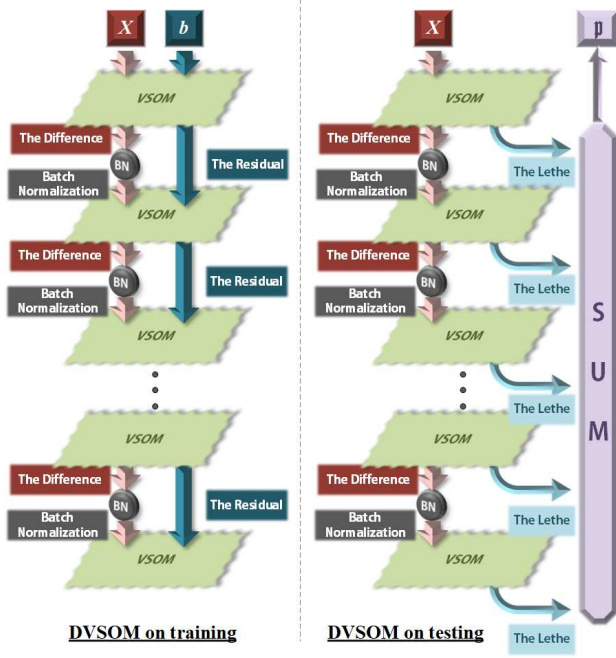 X
b
VSOM
The Difference
BN
Batch
Normalization
The Residual
VSOM
The Difference
BN
Batch
Normalization
The Residual
VSOM
VSOM
The Difference
BN
Batch
Normalization
The Residual
VSOM
DVSOM on training
X
p
VSOM
The Difference
BN
Batch
Normalization
The Lethe
VSOM
The Difference
BN
Batch
Normalization
The Lethe
VSOM
The Lethe
VSOM
The Difference
BN
Batch
Normalization
The Lethe
VSOM
The Lethe
S
U
M
DVSOM on testing